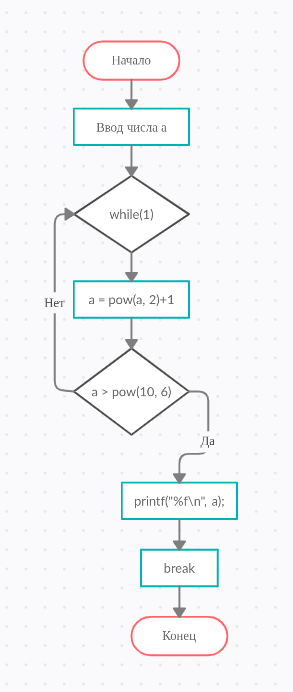 Начало
Ввод числа a
while(1)
a = pow(a, 2)+1
Нет
a > pow(10, 6)
Да
printf("%f\n", a);
break
Конец